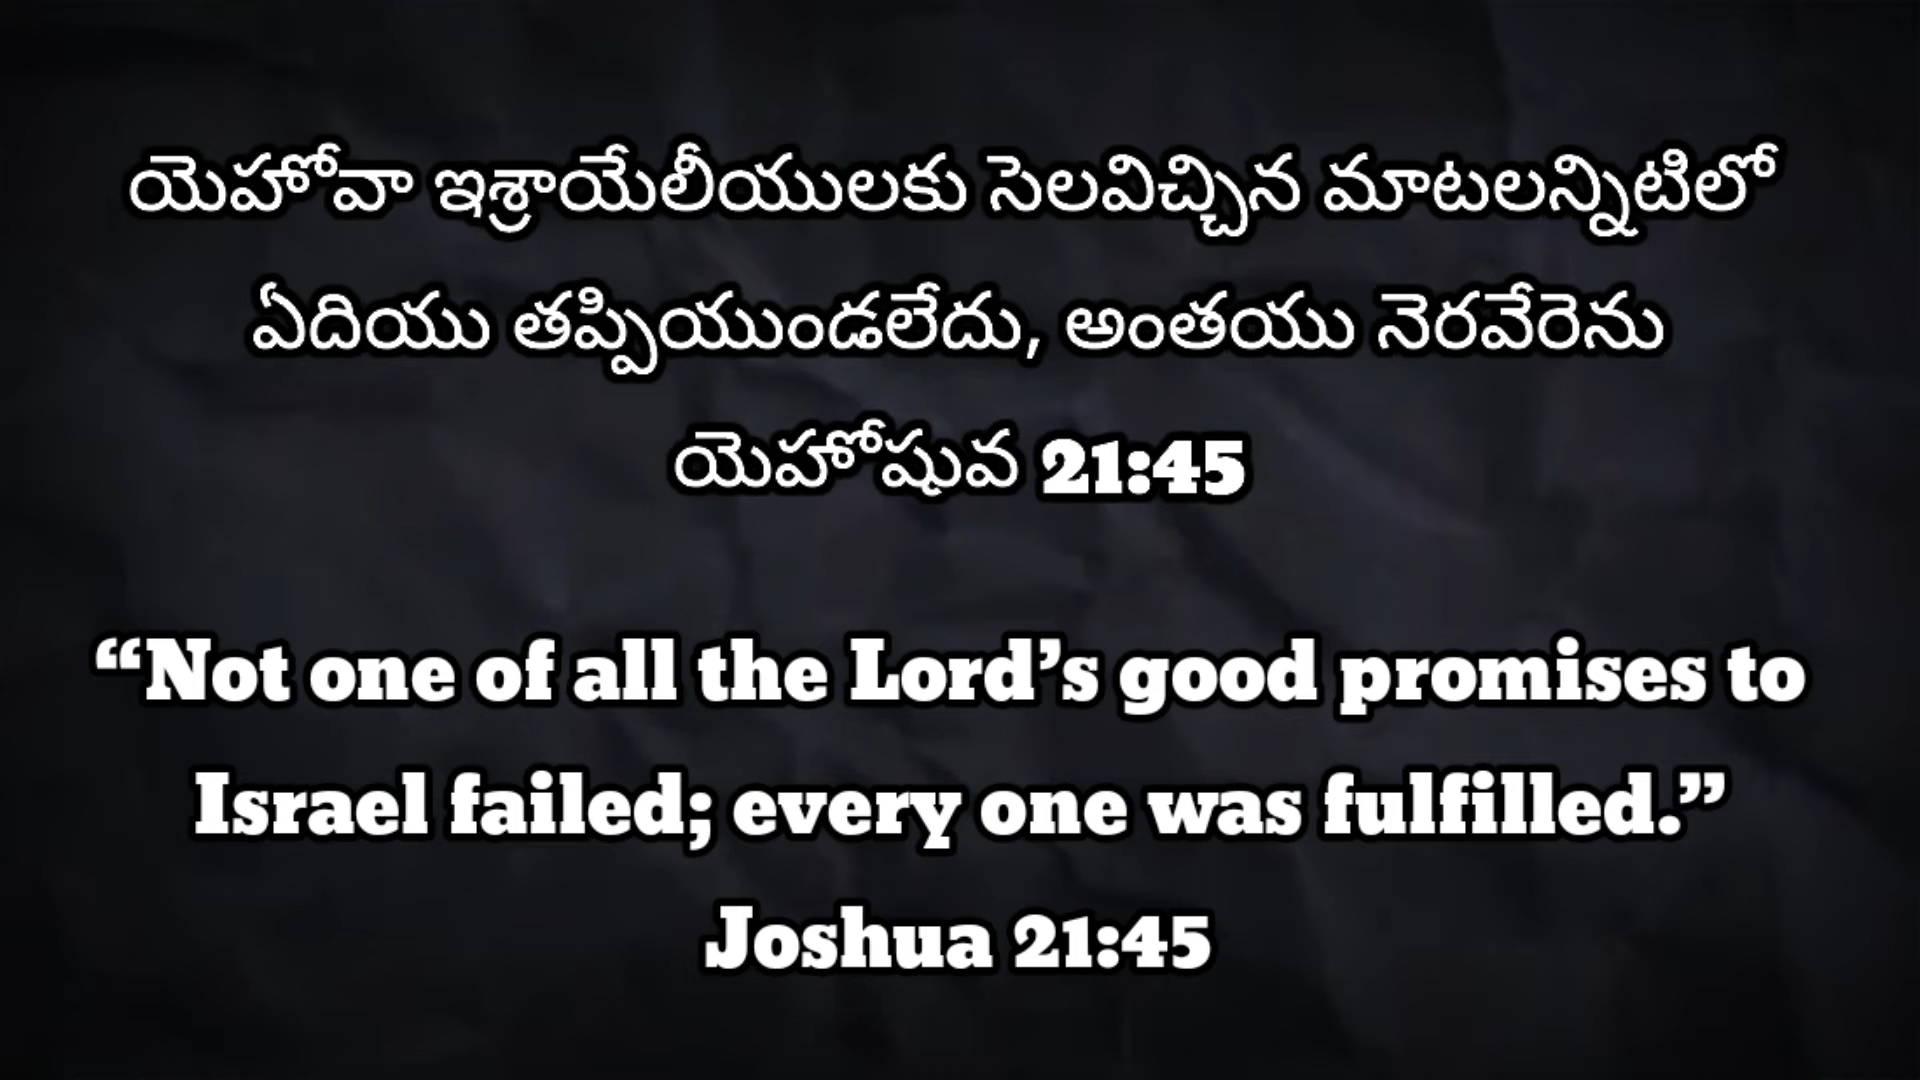 యెహోవా ఇశ్రాయేలీయులకు సెలవిచ్చిన మాటలన్నిటిలో
ఏదియు తప్పియుండలేదు, అంతయు నెరవేరెను
యెహోషువ 21:45
“Not one of all the Lord’s good promises to
Israel failed; every one was fulfilled.”
Joshua 21:45